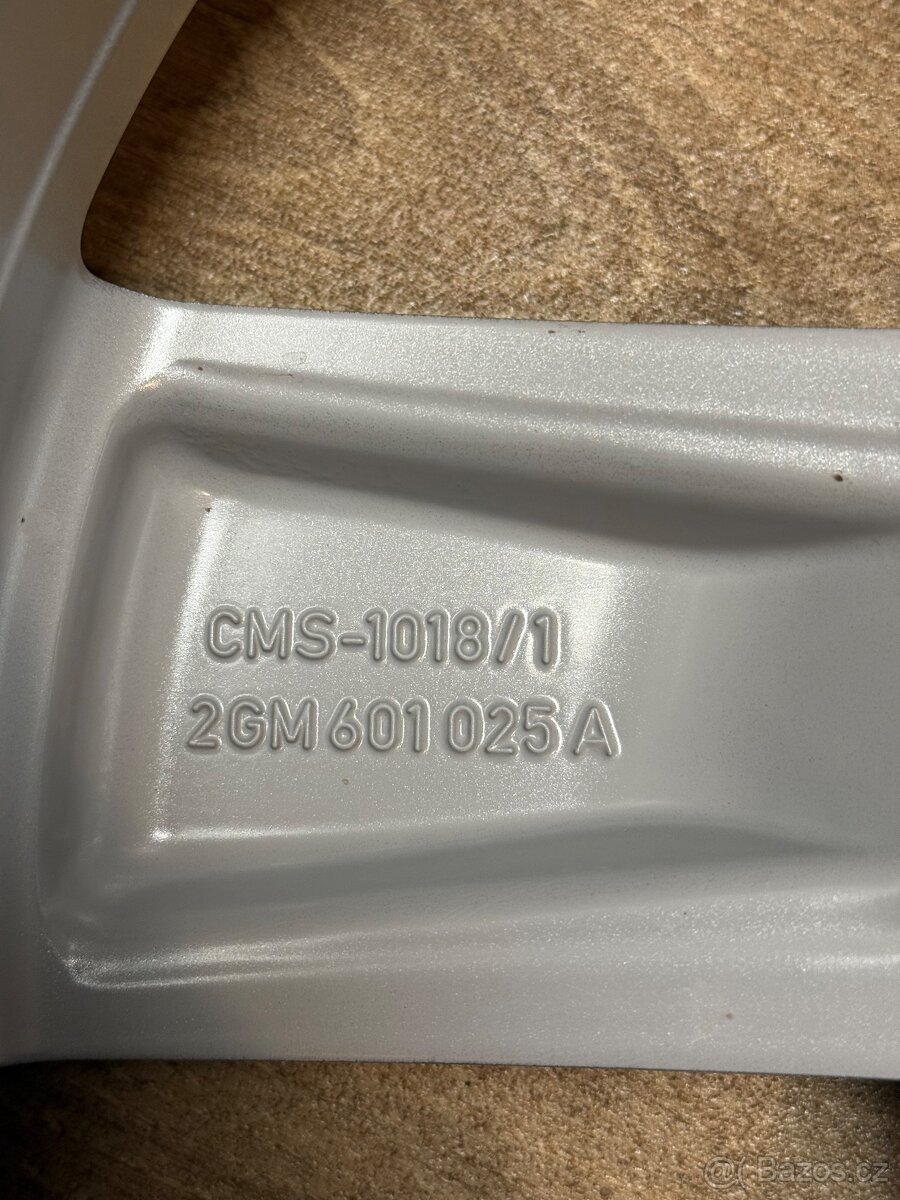 CMS-1018/1
2GM 601 025 A
@( Bazos.cz